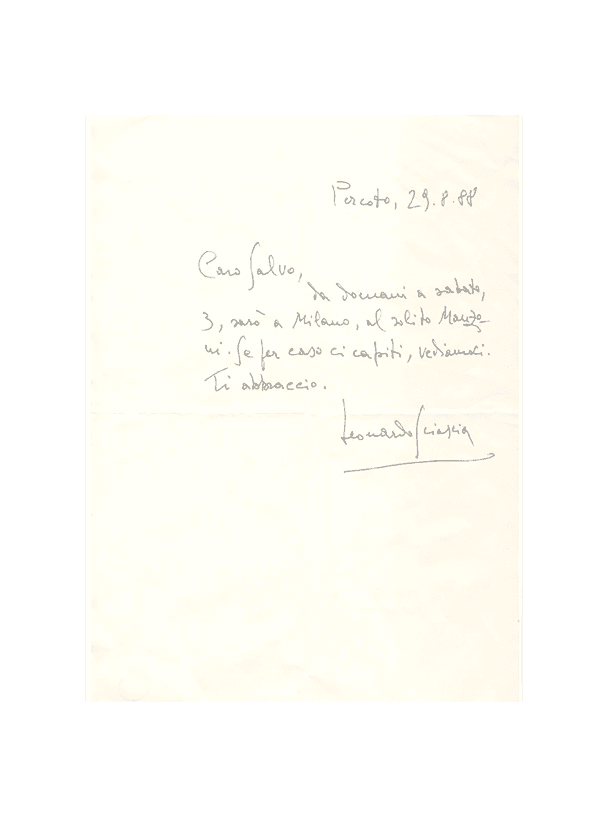 Percoto, 29.8.88
Caro Salvo,
da domani a sabato,
3, sarò a Milano, al solito Manzo-
ni. Se per caso ci capiti, vediamoci.
Ti abbraccio.
Leonardo Sciascia